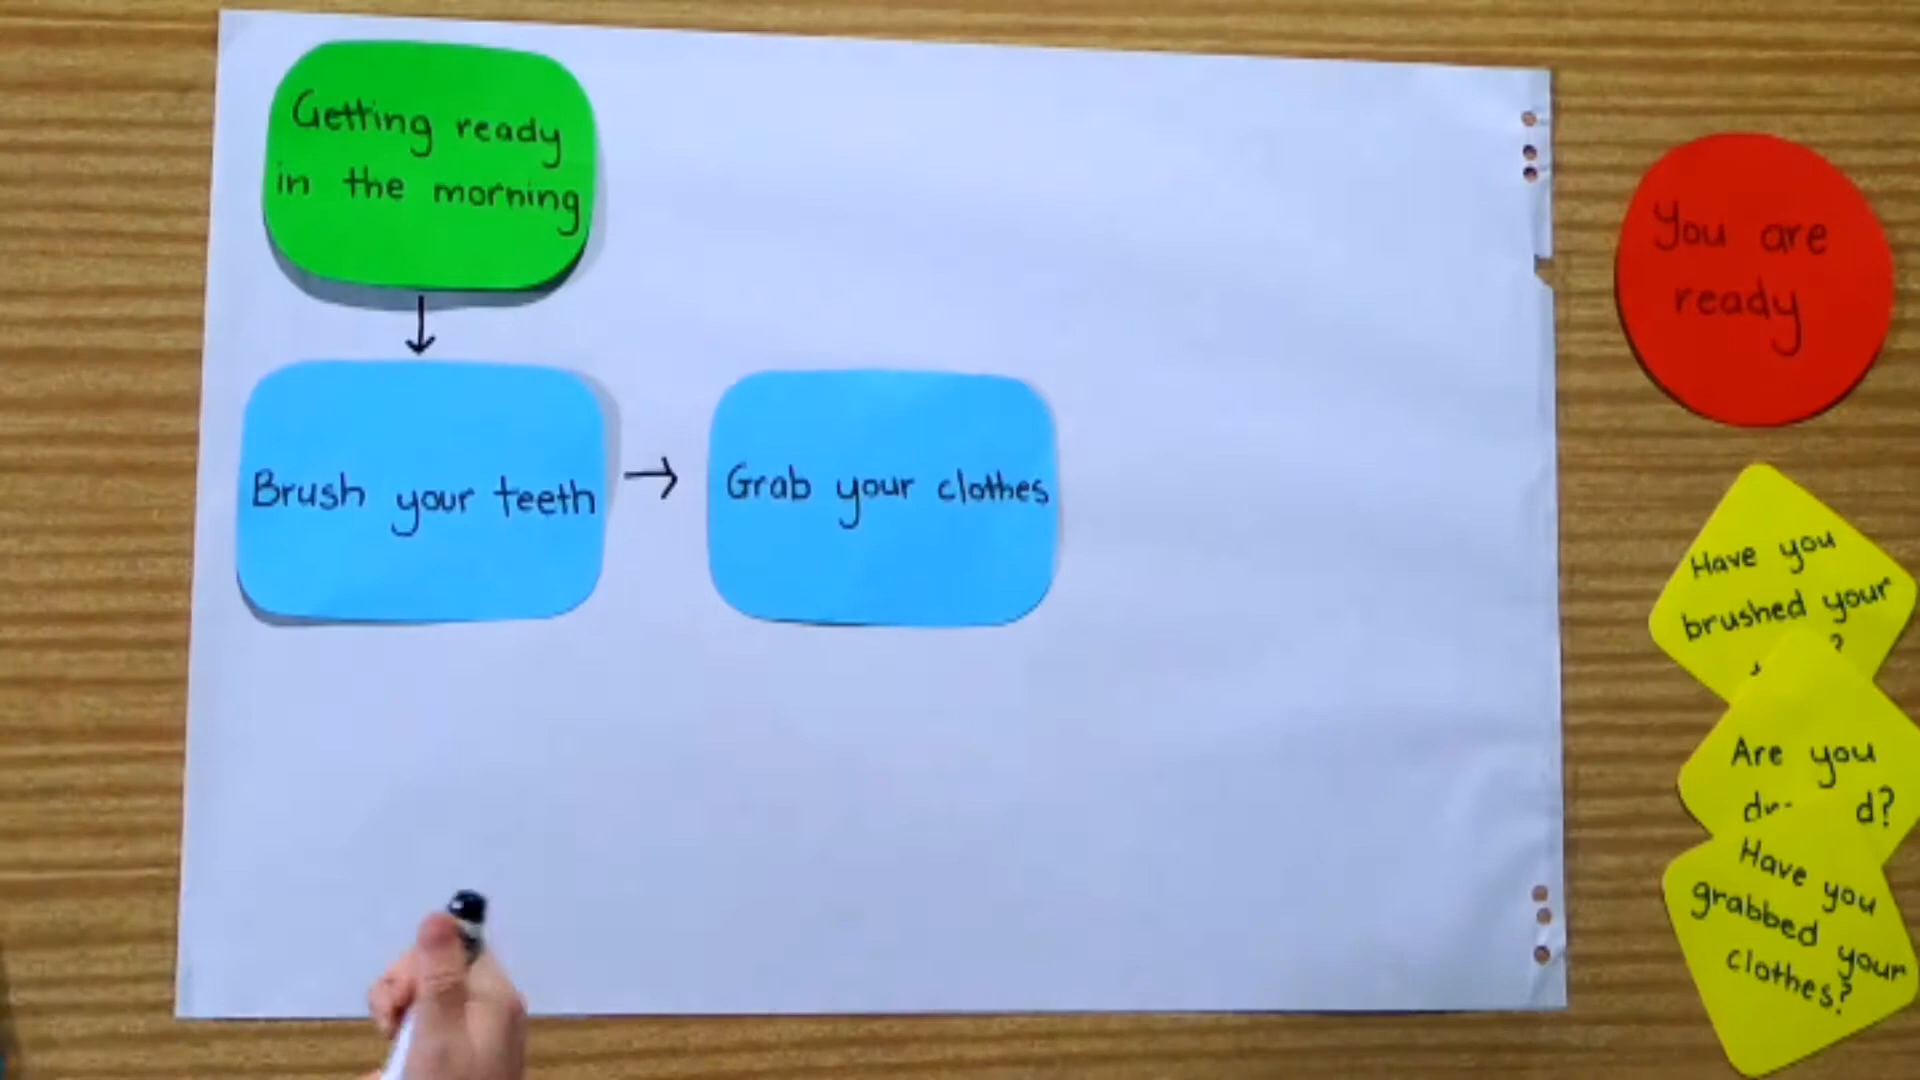 Getting ready
in the morning
Brush your teeth
Grab your clothes
You are
ready
Have you
brushed your
?
Are you
d?
Have you
grabbed your
clothes?